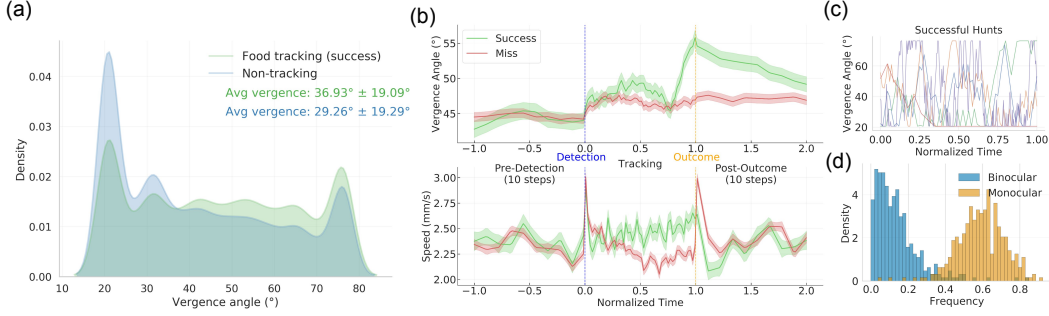 (a)
Food tracking (success)
Non-tracking
Avg vergence: 36.93° ± 19.09°
Avg vergence: 29.26° ± 19.29°
Density
0.04
0.03
0.02
0.01
0.00
10 20 30 40 50 60 70 80
Vergence angle (°)
(b)
Success
Miss
Vergence Angle (°)
55
50
45
−1.0 −0.5 0.0 0.5 1.0 1.5 2.0
Detection
Tracking
Outcome
Pre-Detection
(10 steps)
Post-Outcome
(10 steps)
Speed (mm/s)
3.00
2.75
2.50
2.25
2.00
−1.0 −0.5 0.0 0.5 1.0 1.5 2.0
Normalized Time
(c)
Successful Hunts
Vergence Angle (°)
60
40
20
0.00 0.25 0.50 0.75 1.00
Normalized Time
(d)
Binocular
Monocular
Density
4
2
0
0.0 0.2 0.4 0.6 0.8
Frequency